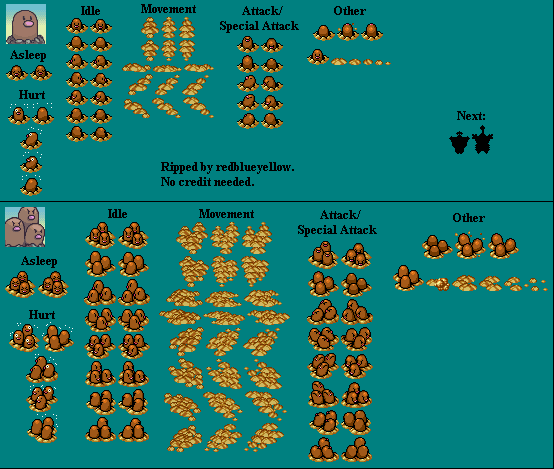 Idle
Movement
Attack/
Special Attack
Other
Asleep
Hurt
Next:
Ripped by redblueyellow.
No credit needed.
Idle
Movement
Attack/
Special Attack
Other
Asleep
Hurt